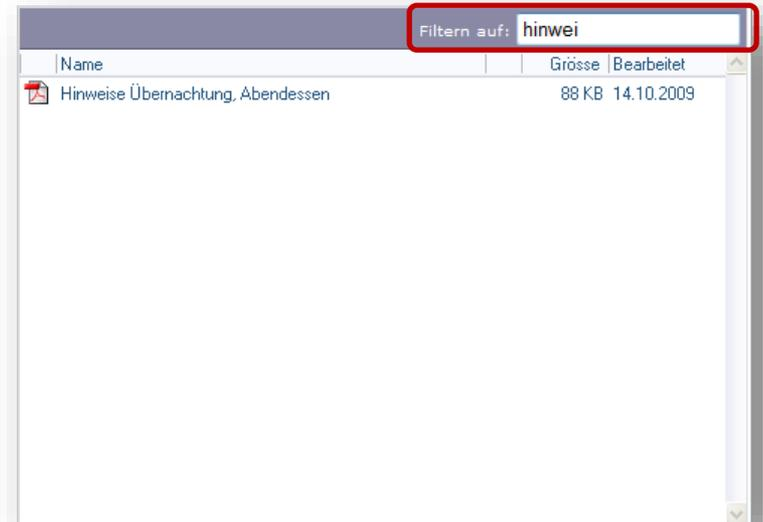 Filtern auf: hinwei
Name Grösse Bearbeitet
Hinweise Übernachtung, Abendessen 88 KB 14.10.2009